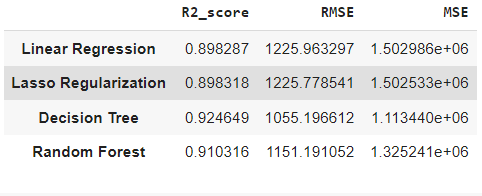 R2_score RMSE MSE
Linear Regression 0.898287 1225.963297 1.502986e+06
Lasso Regularization 0.898318 1225.778541 1.502533e+06
Decision Tree 0.924649 1055.196612 1.113440e+06
Random Forest 0.910316 1151.191052 1.325241e+06